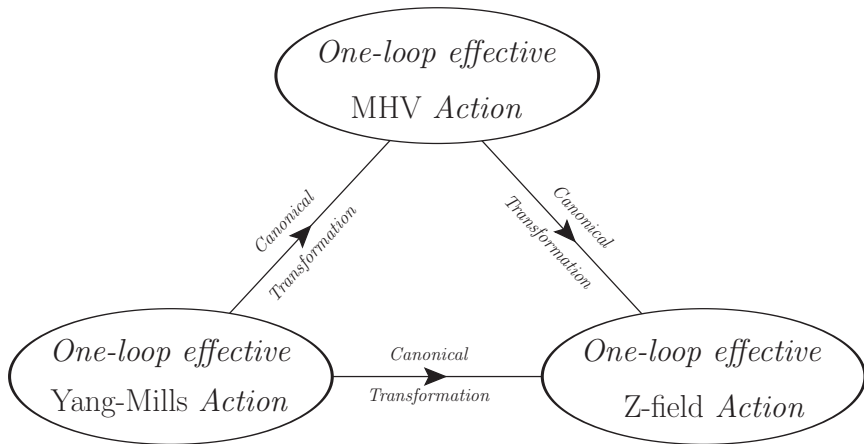 One-loop effective
MHV Action
Canonical
Transformation
Canonical
Transformation
One-loop effective
Yang-Mills Action
Canonical
Transformation
One-loop effective
Z-field Action